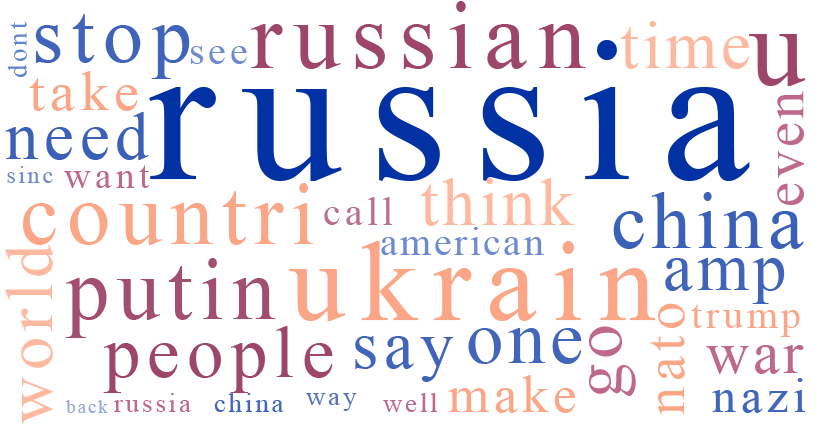 dont
stop
see
russian
time
u
take
russia
need
even
sinc
want
countri
call
think
china
american
world
putin
ukrain
amp
people
say
one
go
nato
trump
war
back
russia
china
way
well
make
nazi